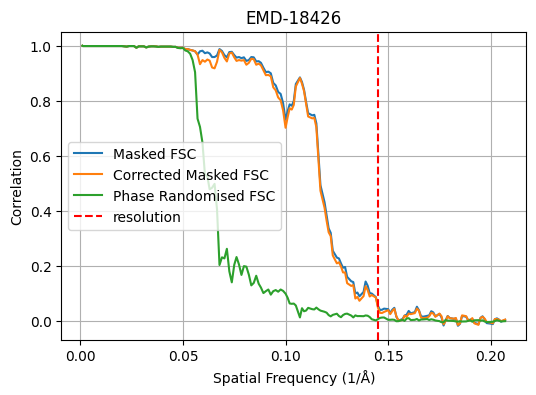 EMD-18426
1.0
0.8
0.6
0.4
0.2
0.0
Correlation
Masked FSC
Corrected Masked FSC
Phase Randomised FSC
resolution
0.00
0.05
0.10
0.15
0.20
Spatial Frequency (1/Å)